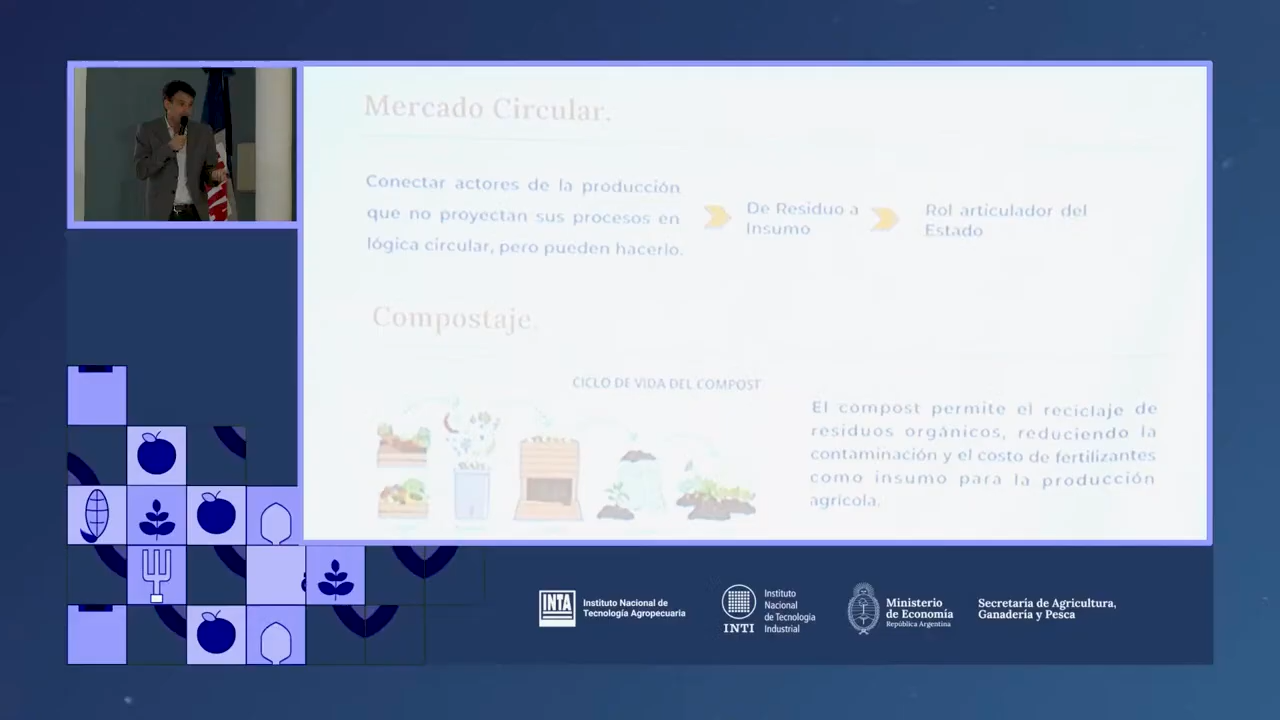 Mercado Circular.
Conectar actores de la producción
que no proyectan sus procesos en
lógica circular, pero pueden hacerlo.
De Residuo a
Insumo
Rol articulador del
Estado
Compostaje.
CICLO DE VIDA DEL COMPOST
El compost permite el reciclaje de
residuos orgánicos, reduciendo la
contaminación y el costo de fertilizantes
como insumo para la producción
agrícola.
INTA
Instituto Nacional de
Tecnología Agropecuaria
INTI
Instituto
Nacional
de Tecnología
Industrial
Ministerio
de Economía
República Argentina
Secretaría de Agricultura,
Ganadería y Pesca